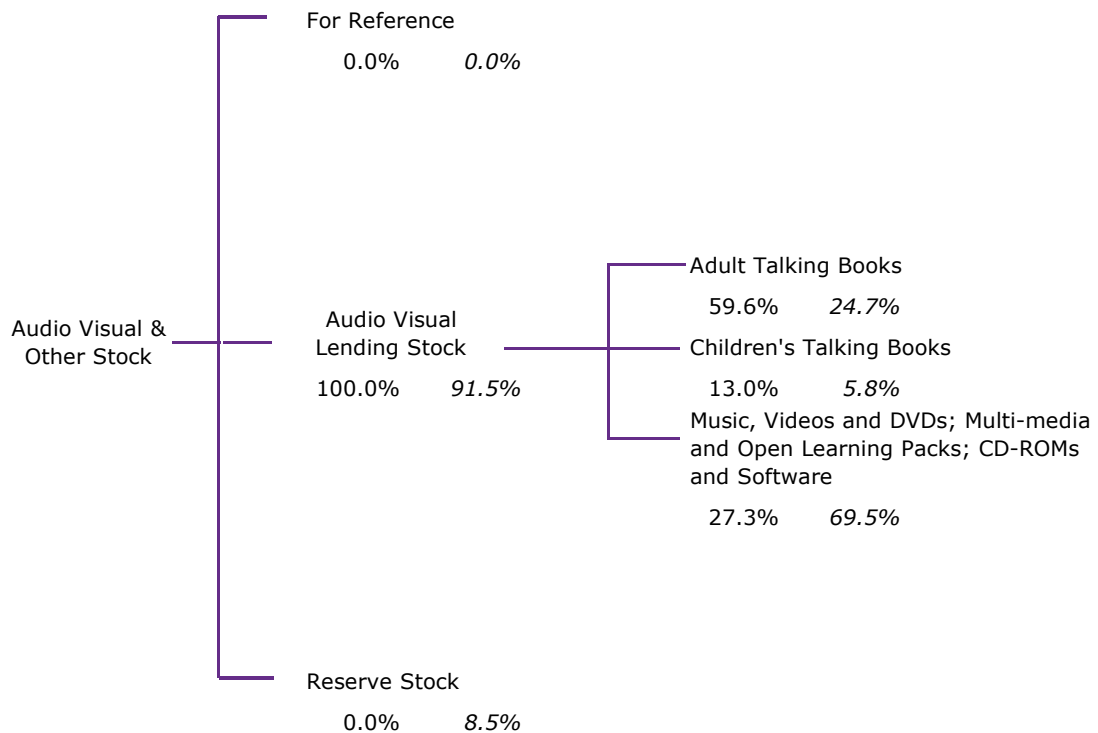 For Reference
0.0% 0.0%
Audio Visual &
Other Stock
Audio Visual
Lending Stock
100.0% 91.5%
Adult Talking Books
59.6% 24.7%
Children's Talking Books
13.0% 5.8%
Music, Videos and DVDs; Multi-media
and Open Learning Packs; CD-ROMs
and Software
27.3% 69.5%
Reserve Stock
0.0% 8.5%